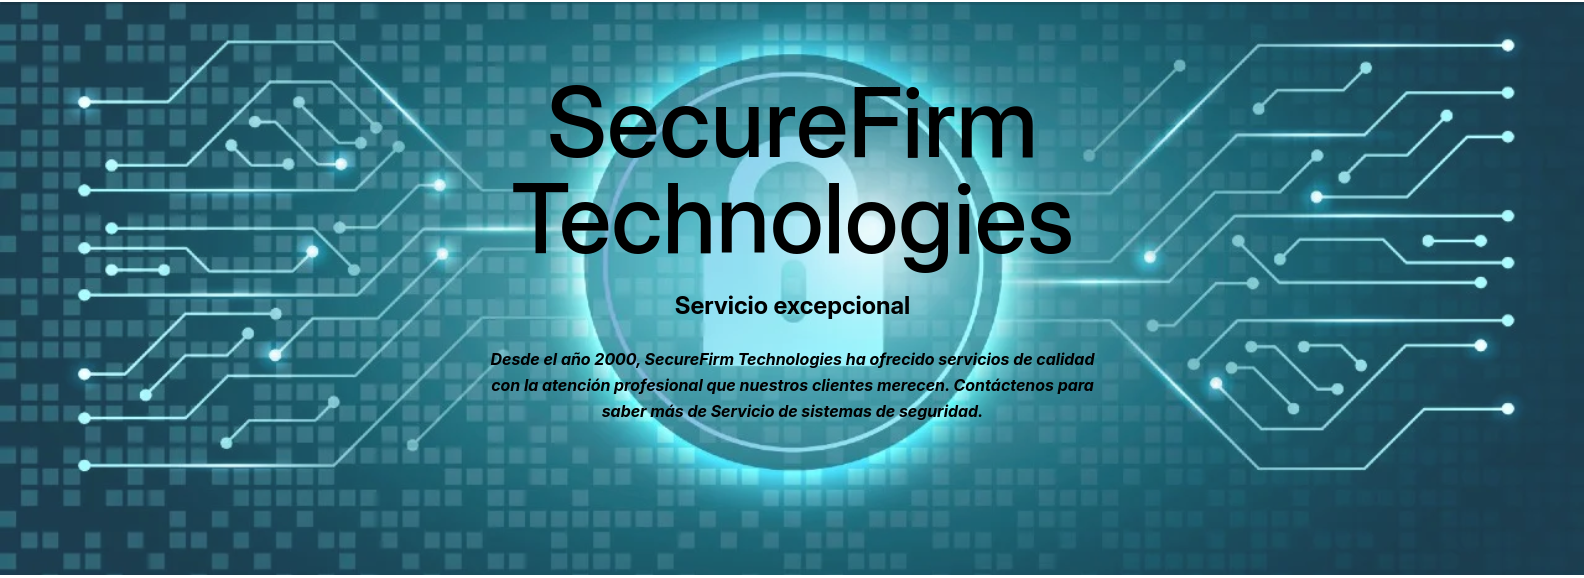 SecureFirm
Technologies
Servicio excepcional
Desde el año 2000, SecureFirm Technologies ha ofrecido servicios de calidad
con la atención profesional que nuestros clientes merecen. Contáctenos para
saber más de Servicio de sistemas de seguridad.